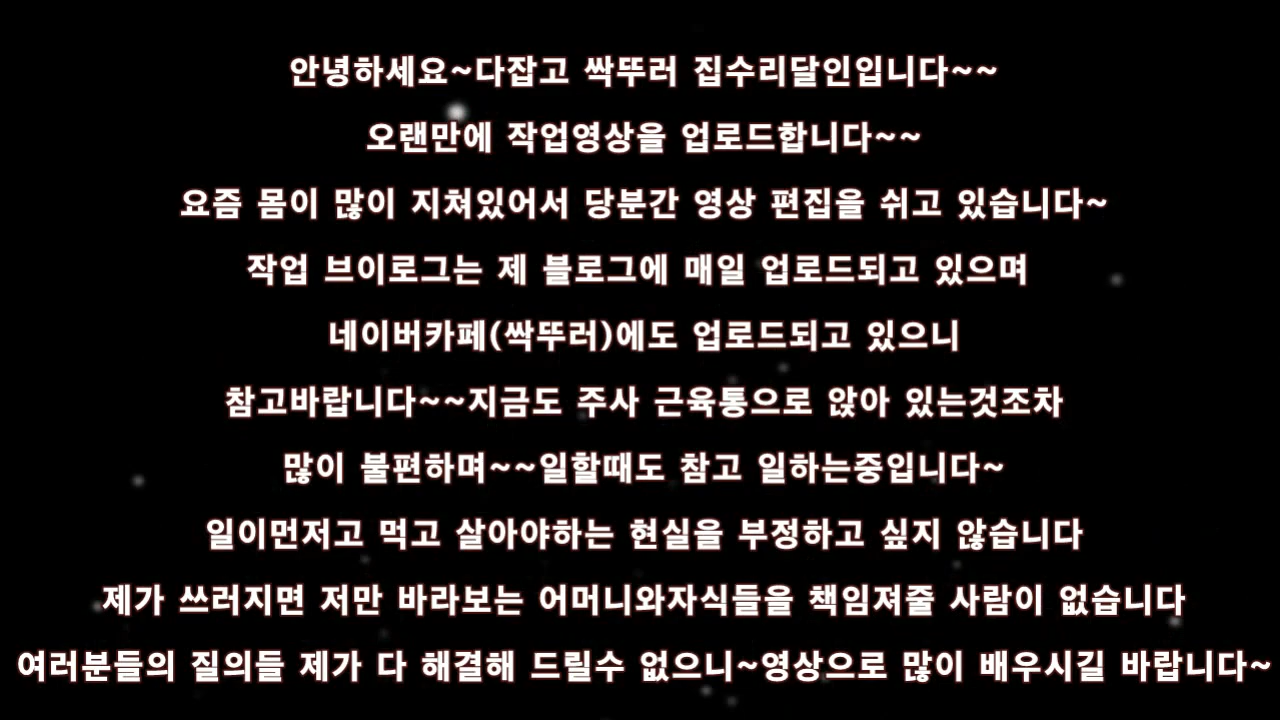 안녕하세요~다잡고 싹뚜러 집수리달인입니다~~
오랜만에 작업영상을 업로드합니다~~
요즘 몸이 많이 지쳐있어서 당분간 영상 편집을 쉬고 있습니다~
작업 브이로그는 제 블로그에 매일 업로드되고 있으며
네이버카페(싹뚜러)에도 업로드되고 있으니
참고바랍니다~~지금도 주사 근육통으로 앉아 있는것조차
많이 불편하며~~일할때도 참고 일하는중입니다~
일이먼저고 먹고 살아야하는 현실을 부정하고 싶지 않습니다
제가 쓰러지면 저만 바라보는 어머니와자식들을 책임져줄 사람이 없습니다
여러분들의 질의들 제가 다 해결해 드릴수 없으니~영상으로 많이 배우시길 바랍니다~